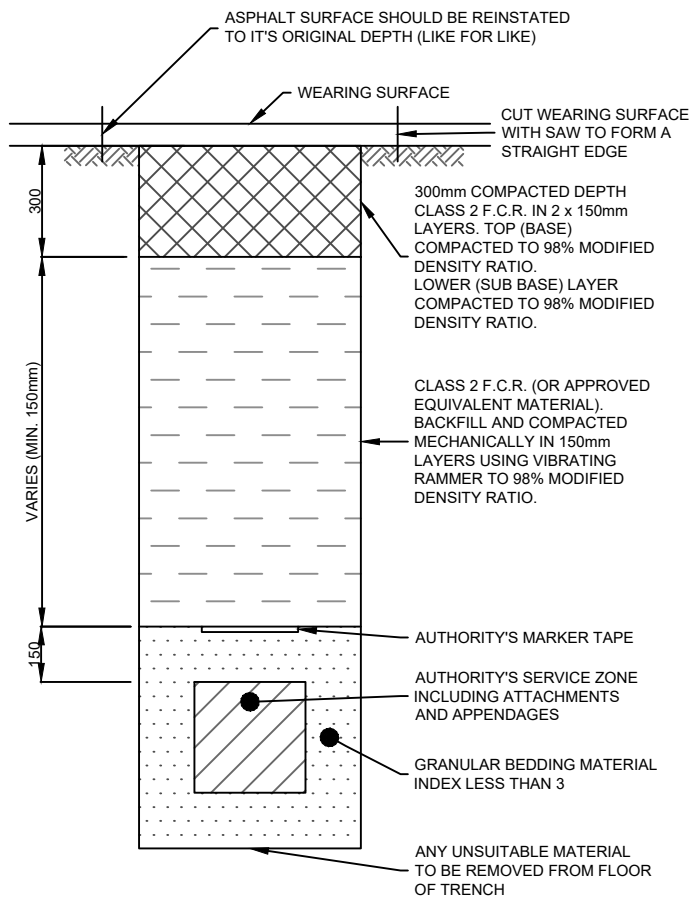 ASPHALT SURFACE SHOULD BE REINSTATED
TO IT'S ORIGINAL DEPTH (LIKE FOR LIKE)
WEARING SURFACE
CUT WEARING SURFACE
WITH SAW TO FORM A
STRAIGHT EDGE
300
300mm COMPACTED DEPTH
CLASS 2 F.C.R. IN 2 x 150mm
LAYERS. TOP (BASE)
COMPACTED TO 98% MODIFIED
DENSITY RATIO.
LOWER (SUB BASE) LAYER
COMPACTED TO 98% MODIFIED
DENSITY RATIO.
VARIES (MIN. 150mm)
CLASS 2 F.C.R. (OR APPROVED
EQUIVALENT MATERIAL).
BACKFILL AND COMPACTED
MECHANICALLY IN 150mm
LAYERS USING VIBRATING
RAMMER TO 98% MODIFIED
DENSITY RATIO.
150
AUTHORITY'S MARKER TAPE
AUTHORITY'S SERVICE ZONE
INCLUDING ATTACHMENTS
AND APPENDAGES
GRANULAR BEDDING MATERIAL
INDEX LESS THAN 3
ANY UNSUITABLE MATERIAL
TO BE REMOVED FROM FLOOR
OF TRENCH